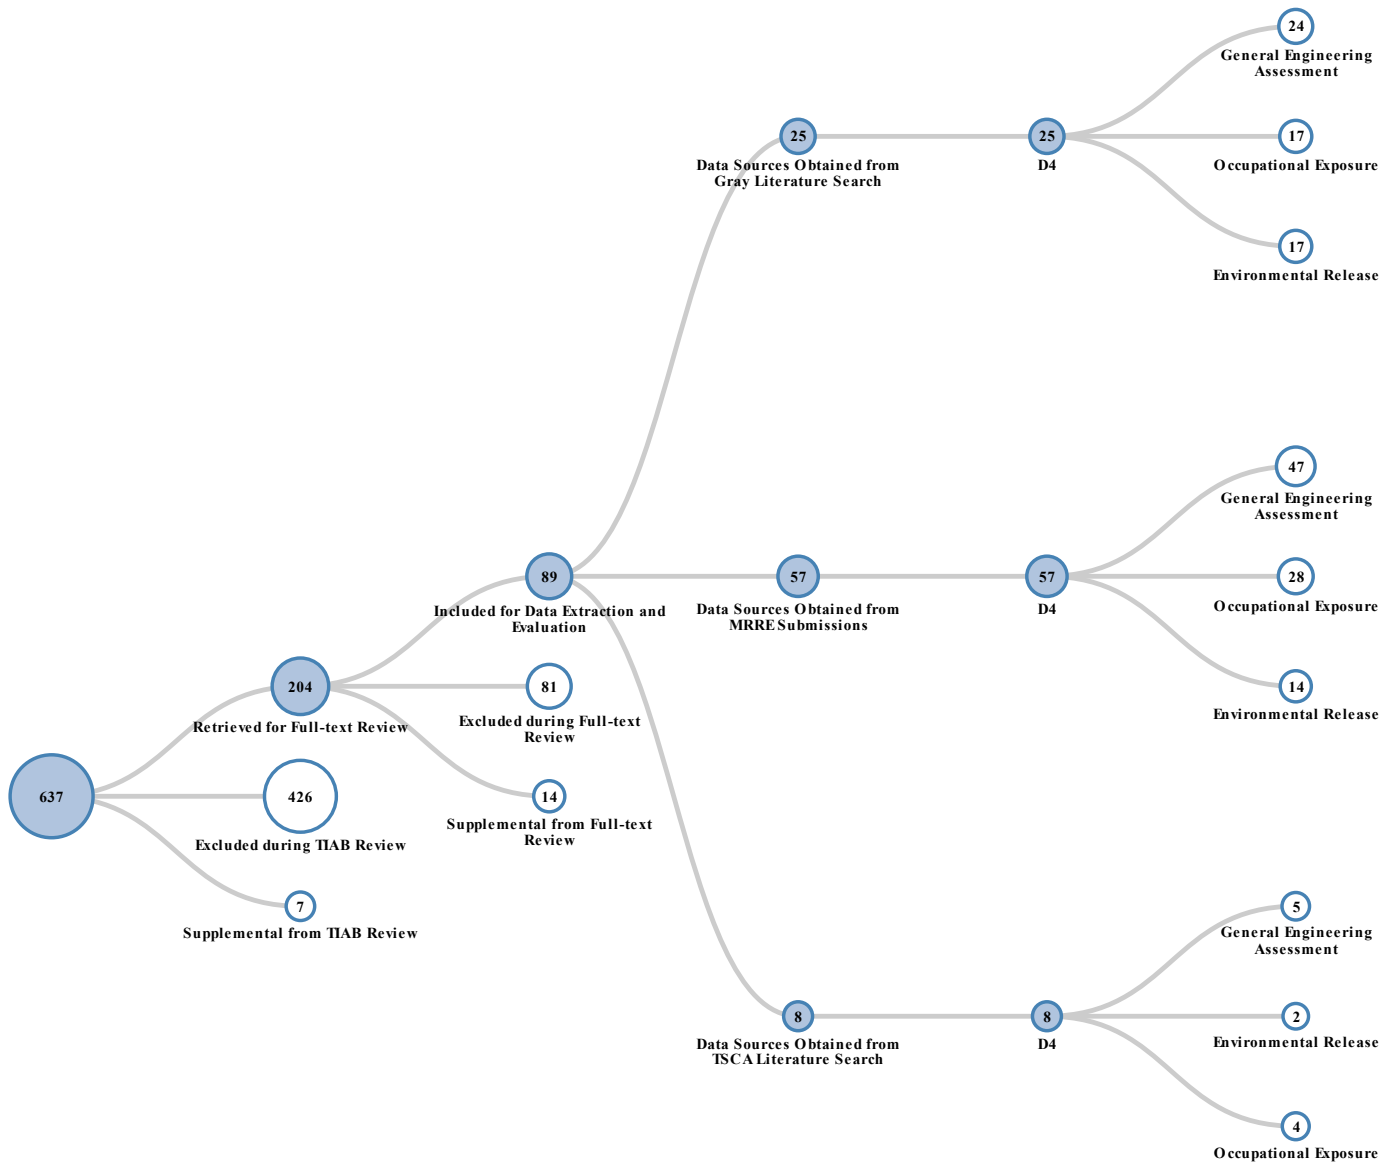 637
204
Retrieved for Full-text Review
426
Excluded during TIAB Review
7
Supplemental from TIAB Review
89
Included for Data Extraction and
Evaluation
81
Excluded during Full-text
Review
14
Supplemental from Full-text
Review
25
Data Sources Obtained from
Gray Literature Search
25
D4
24
General Engineering
Assessment
17
Occupational Exposure
17
Environmental Release
57
Data Sources Obtained from
MRRE Submissions
57
D4
47
General Engineering
Assessment
28
Occupational Exposure
14
Environmental Release
8
Data Sources Obtained from
TSCA Literature Search
8
D4
5
General Engineering
Assessment
2
Environmental Release
4
Occupational Exposure